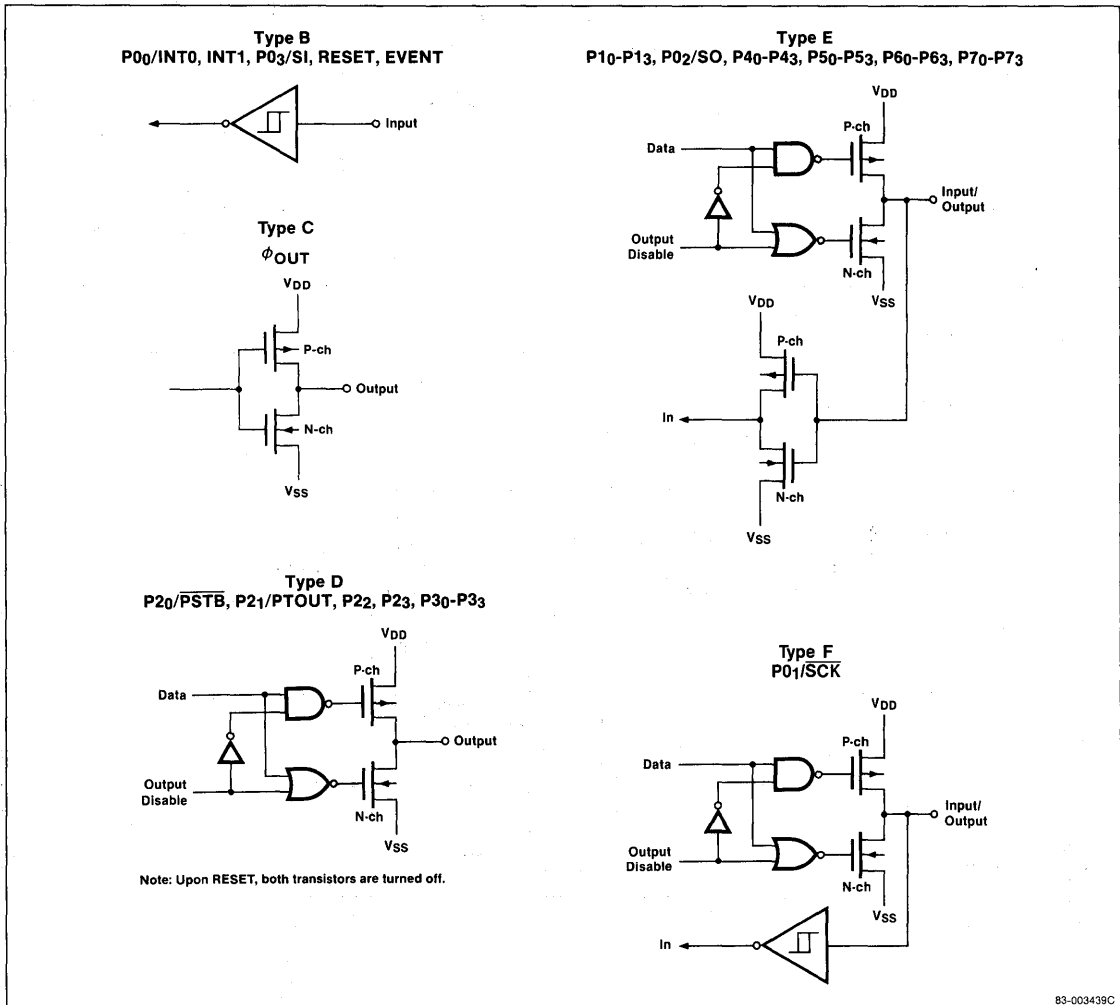 Type B
P00/INT0, INT1, P03/SI, RESET, EVENT
Input
Type C
ϕOUT
VDD
P-ch
Output
N-ch
VSS
Type D
P20/P̅S̅T̅B̅, P21/PTOUT, P22, P23, P30-P33
VDD
P-ch
Data
Output
Output
Disable
N-ch
VSS
Note: Upon RESET, both transistors are turned off.
Type E
P10-P13, P02/SO, P40-P43, P50-P53, P60-P63, P70-P73
VDD
P-ch
Data
Input/
Output
Output
Disable
N-ch
VSS
VDD
P-ch
In
N-ch
VSS
Type F
P01/S̅C̅K̅
VDD
P-ch
Data
Input/
Output
Output
Disable
N-ch
VSS
In
83-003439C